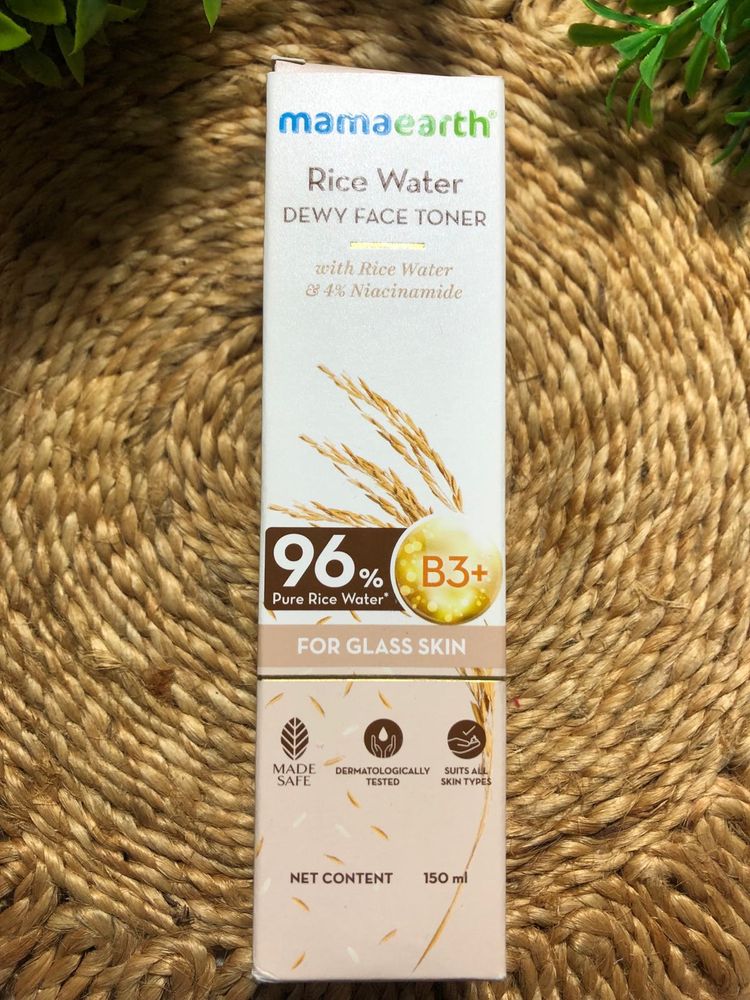 mamaearth®
Rice Water
DEWY FACE TONER
with Rice Water
& 4% Niacinamide
96%
Pure Rice Water*
B3+
FOR GLASS SKIN
MADE
SAFE
DERMATOLOGICALLY
TESTED
SUITS ALL
SKIN TYPES
NET CONTENT 150 ml